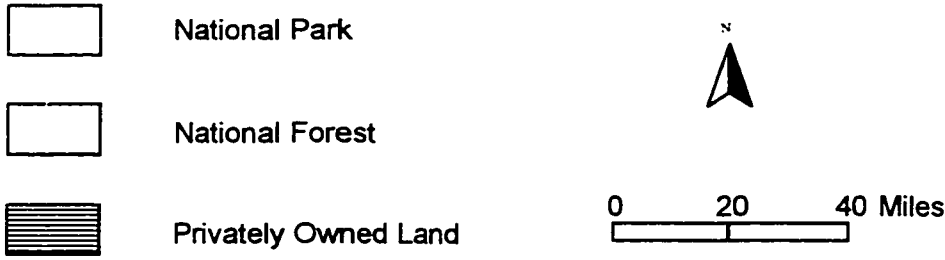 National Park
N
National Forest
0 20 40 Miles
Privately Owned Land